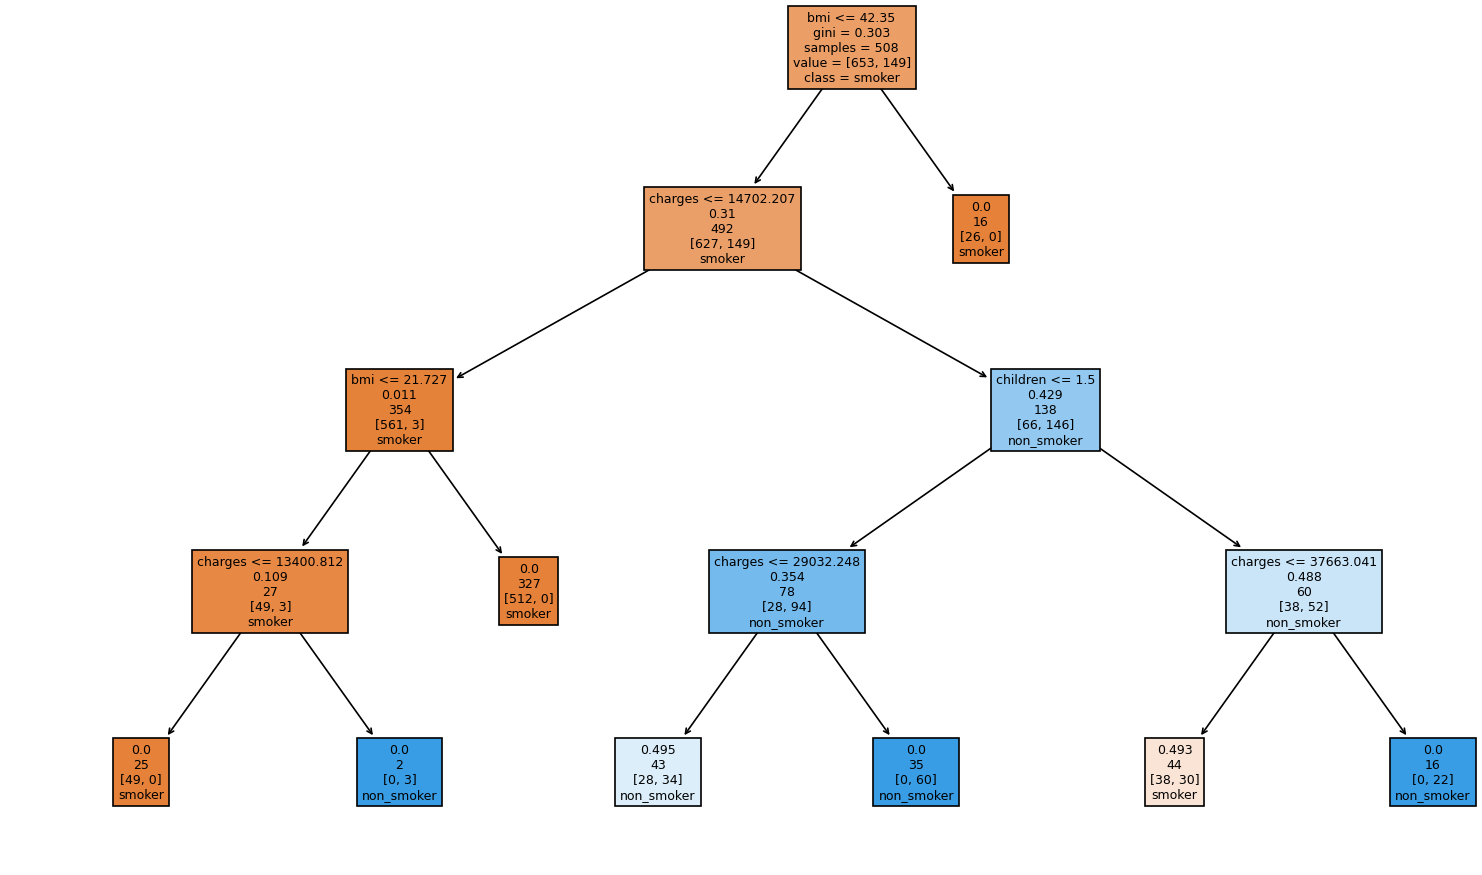 bmi <= 42.35
gini = 0.303
samples = 508
value = [653, 149]
class = smoker
charges <= 14702.207
0.31
492
[627, 149]
smoker
0.0
16
[26, 0]
smoker
bmi <= 21.727
0.011
354
[561, 3]
smoker
children <= 1.5
0.429
138
[66, 146]
non_smoker
charges <= 13400.812
0.109
27
[49, 3]
smoker
0.0
327
[512, 0]
smoker
charges <= 29032.248
0.354
78
[28, 94]
non_smoker
charges <= 37663.041
0.488
60
[38, 52]
non_smoker
0.0
25
[49, 0]
smoker
0.0
2
[0, 3]
non_smoker
0.495
43
[28, 34]
non_smoker
0.0
35
[0, 60]
non_smoker
0.493
44
[38, 30]
smoker
0.0
16
[0, 22]
non_smoker